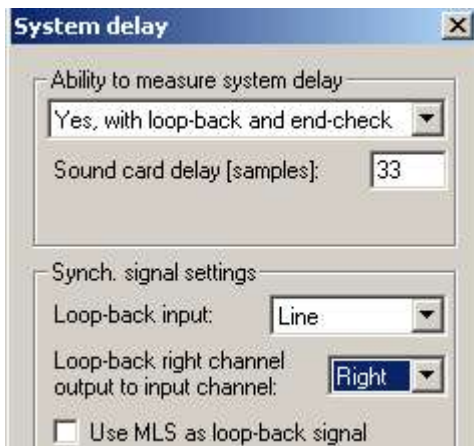 System delay
Ability to measure system delay
Yes, with loop-back and end-check
Sound card delay [samples]: 33
Synch. signal settings
Loop-back input: Line
Loop-back right channel
output to input channel: Right
Use MLS as loop-back signal